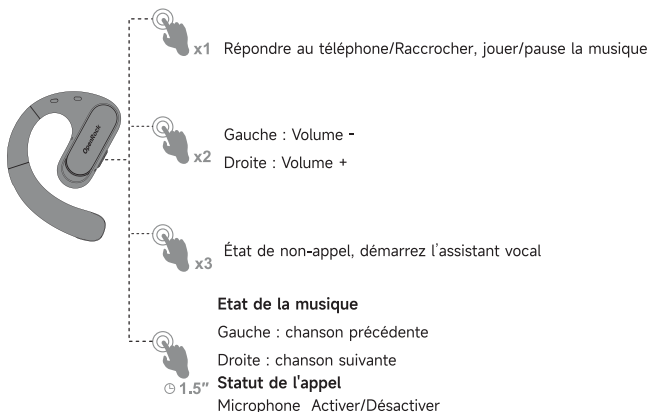 x1 Répondre au téléphone/Raccrocher, jouer/pause la musique
OpenRock
Gauche : Volume -
x2
Droite : Volume +
x3 État de non-appel, démarrez l'assistant vocal
Etat de la musique
Gauche : chanson précédente
Droite : chanson suivante
1.5" Statut de l'appel
Microphone Activer/Désactiver